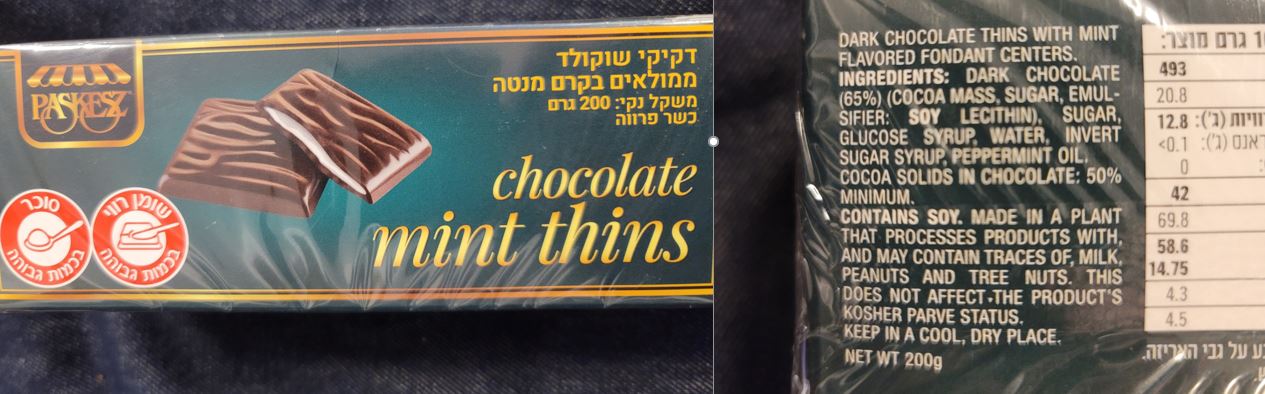 PASKESZ
דקיקי שוקולד
ממולאים בקרם מנטה
משקל נקי: 200 גרם
כשר פרווה
chocolate
mint thins
סוכר
בכמות גבוהה
שומן רווי
בכמות גבוהה
DARK CHOCOLATE THINS WITH MINT
FLAVORED FONDANT CENTERS.
INGREDIENTS: DARK CHOCOLATE
(65%) (COCOA MASS, SUGAR, EMUL-
SIFIER: SOY LECITHIN), SUGAR,
GLUCOSE SYRUP, WATER, INVERT
SUGAR SYRUP, PEPPERMINT OIL.
COCOA SOLIDS IN CHOCOLATE: 50%
MINIMUM.
CONTAINS SOY. MADE IN A PLANT
THAT PROCESSES PRODUCTS WITH,
AND MAY CONTAIN TRACES OF, MILK,
PEANUTS AND TREE NUTS. THIS
DOES NOT AFFECT THE PRODUCT'S
KOSHER PARVE STATUS.
KEEP IN A COOL, DRY PLACE.
NET WT 200g
גרם מוצר:
493
20.8
12.8
<0.1
0
42
69.8
58.6
14.75
4.3
4.5
על גבי האריזה.